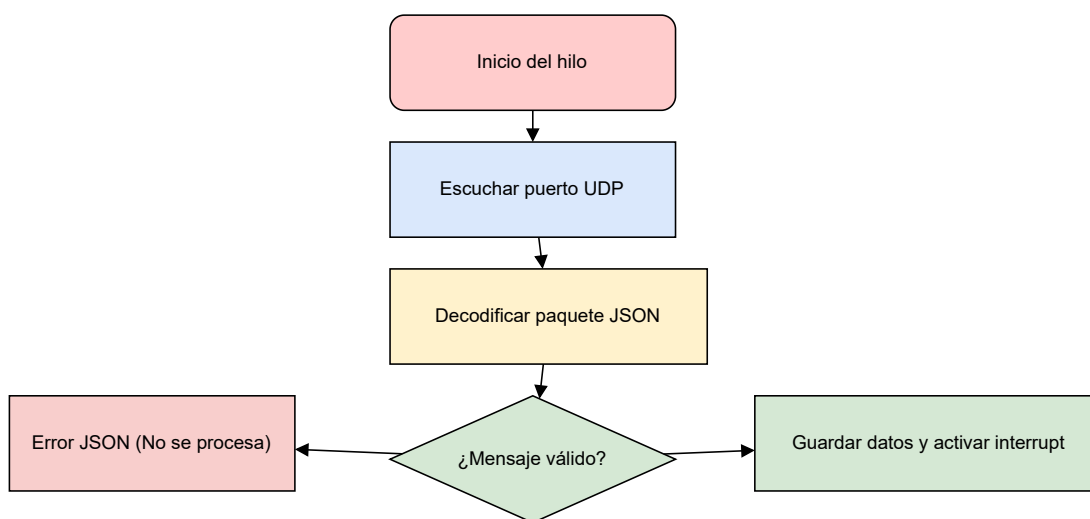 Inicio del hilo
Escuchar puerto UDP
Decodificar paquete JSON
Error JSON (No se procesa)
¿Mensaje válido?
Guardar datos y activar interrupt